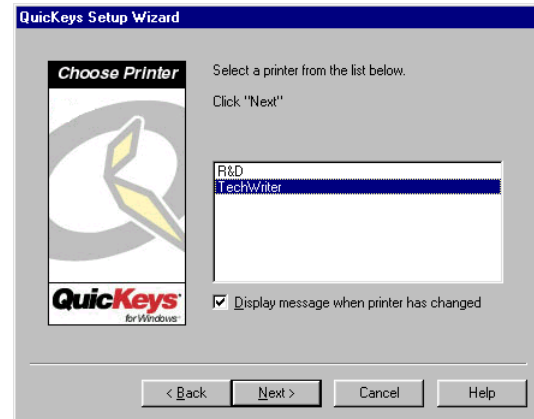 QuicKeys Setup Wizard
Choose Printer
Select a printer from the list below.
Click "Next"
R&D
TechWriter
QuicKeys
for Windows
Display message when printer has changed
< Back
Next >
Cancel
Help